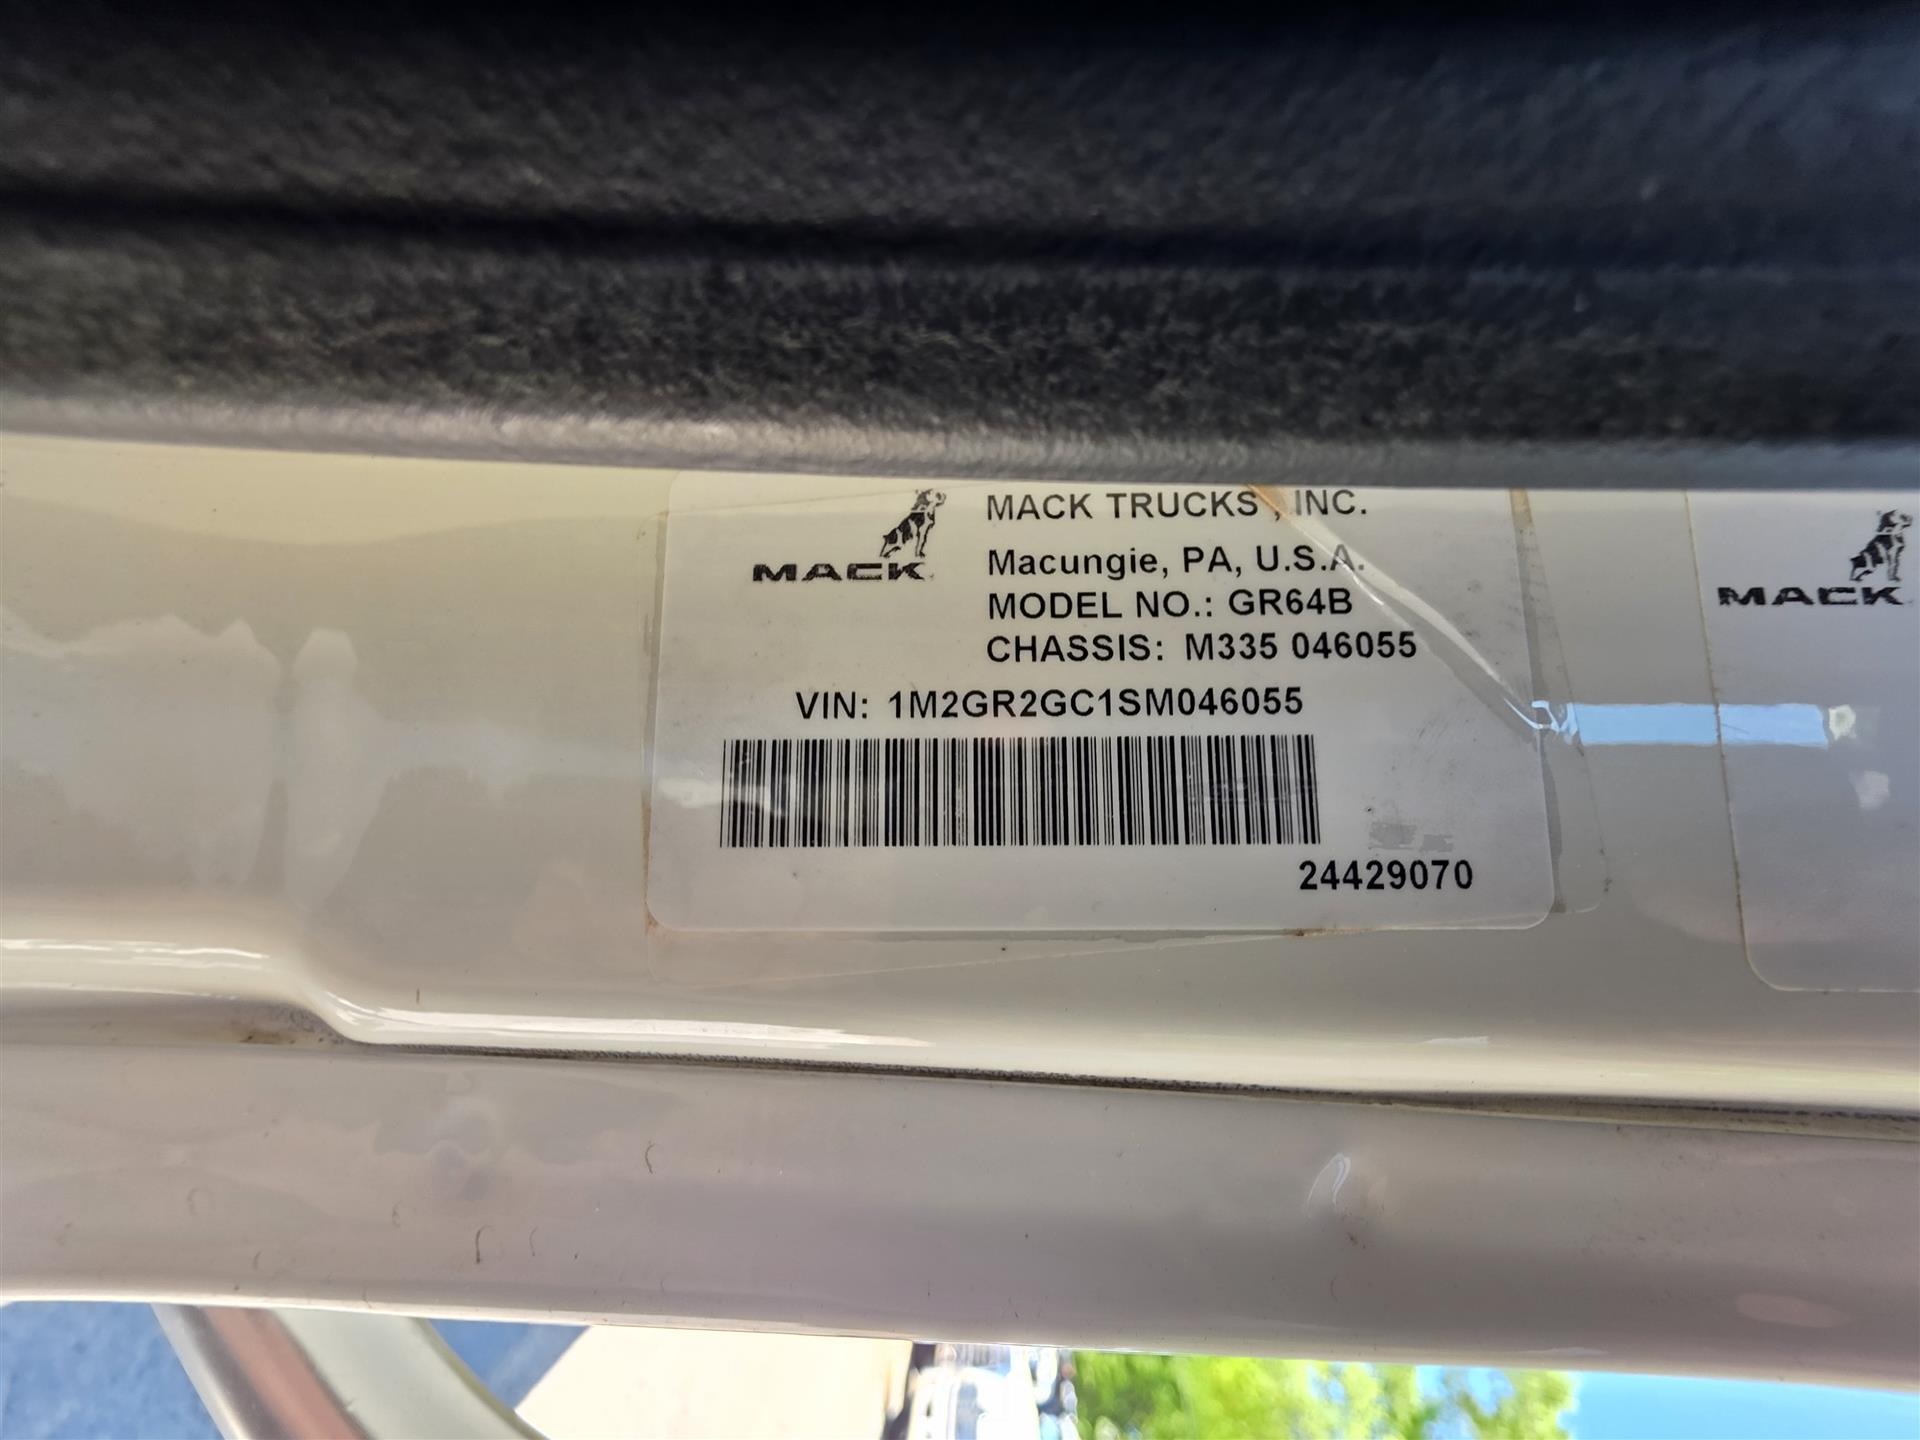 MACK
MACK TRUCKS , INC.
Macungie, PA, U.S.A.
MODEL NO.: GR64B
CHASSIS: M335 046055
VIN: 1M2GR2GC1SM046055
24429070
MACK